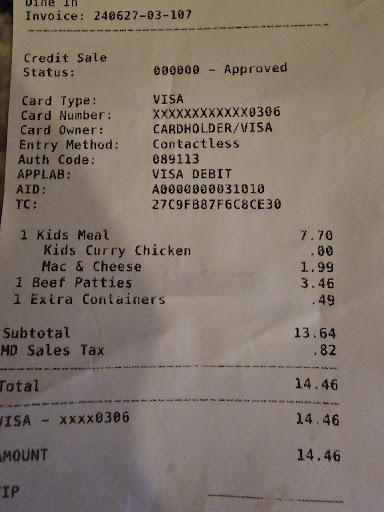 Dine In
Invoice: 240627-03-107
Credit Sale
Status: 000000 - Approved
Card Type: VISA
Card Number: XXXXXXXXXXXX0306
Card Owner: CARDHOLDER/VISA
Entry Method: Contactless
Auth Code: 089113
APPLAB: VISA DEBIT
AID: A0000000031010
TC: 27C9FB87F6C8CE30
1 Kids Meal 7.70
Kids Curry Chicken .00
Mac & Cheese 1.99
1 Beef Patties 3.46
1 Extra Containers .49
Subtotal 13.64
MD Sales Tax .82
Total 14.46
VISA - xxxx0306 14.46
AMOUNT 14.46
TIP